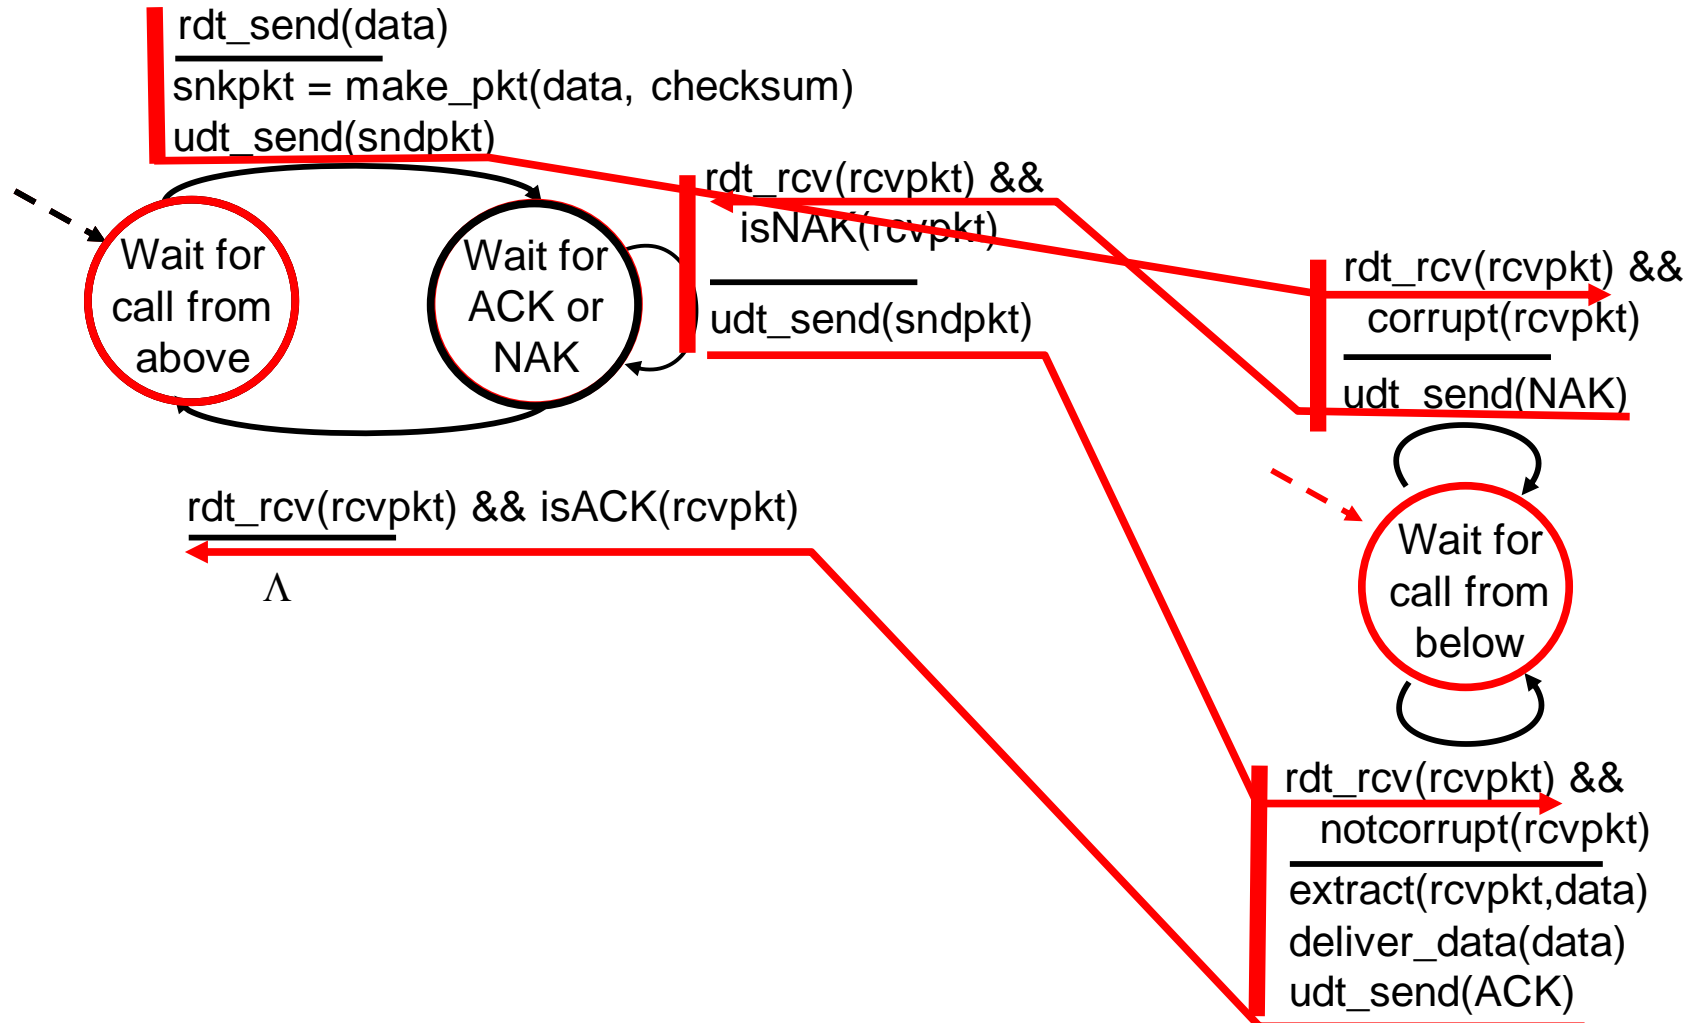 rdt_send(data)
snkpkt = make_pkt(data, checksum)
udt_send(sndpkt)
rdt_rcv(rcvpkt) &&
isNAK(rcvpkt)
udt_send(sndpkt)
Wait for
call from
above
Wait for
ACK or
NAK
rdt_rcv(rcvpkt) &&
corrupt(rcvpkt)
udt_send(NAK)
rdt_rcv(rcvpkt) && isACK(rcvpkt)
Λ
Wait for
call from
below
rdt_rcv(rcvpkt) &&
notcorrupt(rcvpkt)
extract(rcvpkt,data)
deliver_data(data)
udt_send(ACK)